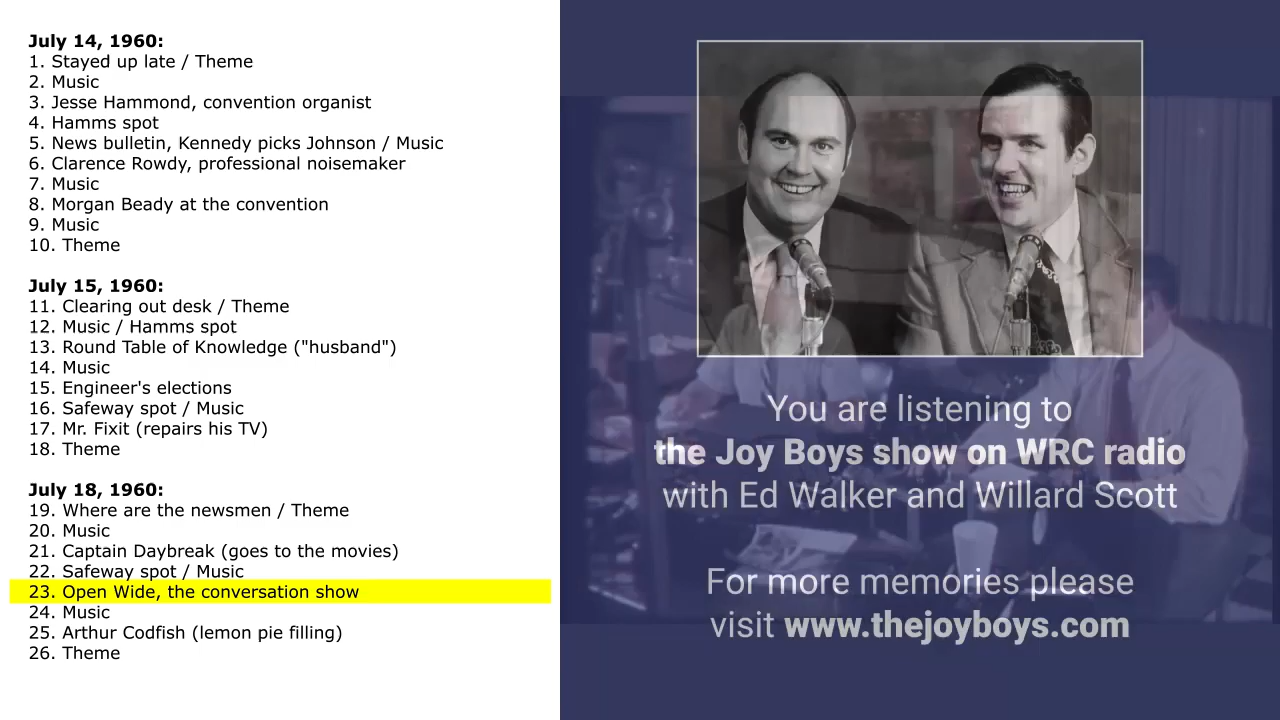 July 14, 1960:
1. Stayed up late / Theme
2. Music
3. Jesse Hammond, convention organist
4. Hamms spot
5. News bulletin, Kennedy picks Johnson / Music
6. Clarence Rowdy, professional noisemaker
7. Music
8. Morgan Beady at the convention
9. Music
10. Theme
July 15, 1960:
11. Clearing out desk / Theme
12. Music / Hamms spot
13. Round Table of Knowledge ("husband")
14. Music
15. Engineer's elections
16. Safeway spot / Music
17. Mr. Fixit (repairs his TV)
18. Theme
July 18, 1960:
19. Where are the newsmen / Theme
20. Music
21. Captain Daybreak (goes to the movies)
22. Safeway spot / Music
23. Open Wide, the conversation show
24. Music
25. Arthur Codfish (lemon pie filling)
26. Theme
You are listening to
the Joy Boys show on WRC radio
with Ed Walker and Willard Scott
For more memories please
visit www.thejoyboys.com